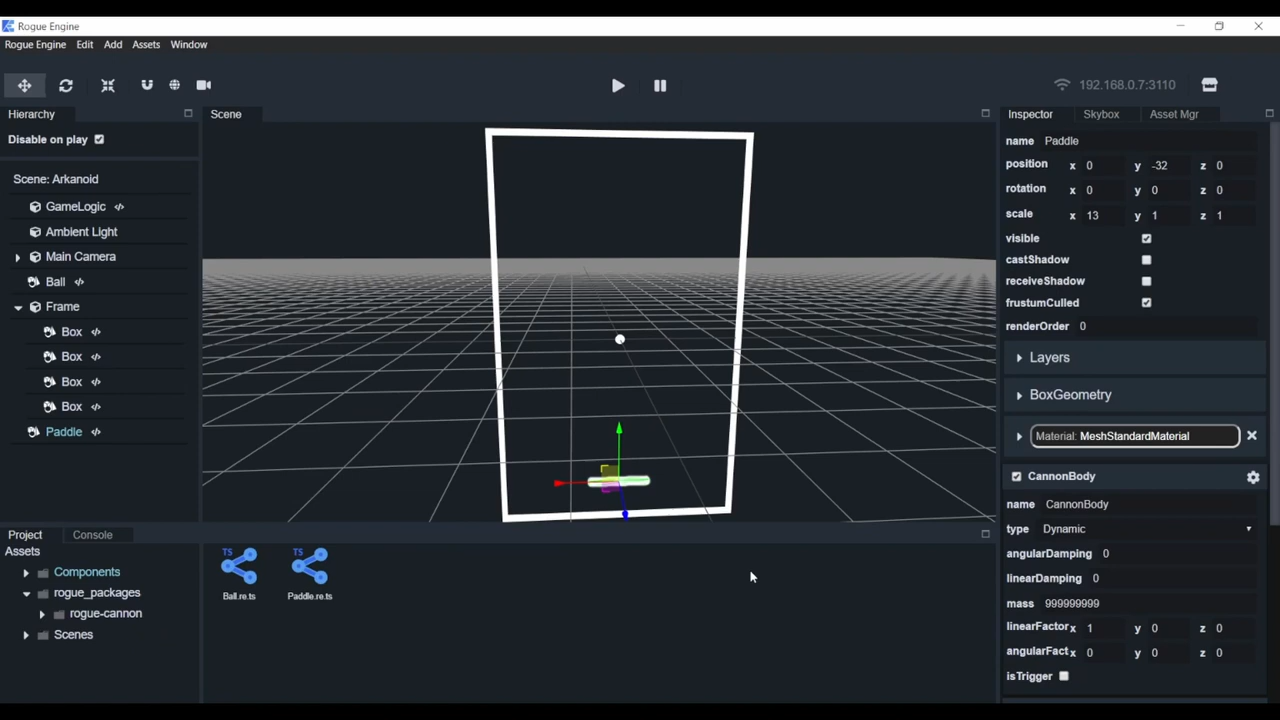 Rogue Engine
Rogue Engine Edit Add Assets Window
192.168.0.7:3110
Hierarchy
Disable on play
Scene: Arkanoid
GameLogic
Ambient Light
Main Camera
Ball
Frame
Box
Box
Box
Box
Paddle
Scene
Inspector Skybox Asset Mgr
name Paddle
position x 0 y -32 z 0
rotation x 0 y 0 z 0
scale x 13 y 1 z 1
visible
castShadow
receiveShadow
frustumCulled
renderOrder 0
Layers
BoxGeometry
Material: MeshStandardMaterial
CannonBody
name CannonBody
type Dynamic
angularDamping 0
linearDamping 0
mass 999999999
linearFactor x 1 y 0 z 0
angularFact x 0 y 0 z 0
isTrigger
Project Console
Assets
Components
rogue_packages
rogue-cannon
Scenes
TS TS
Ball.re.ts Paddle.re.ts